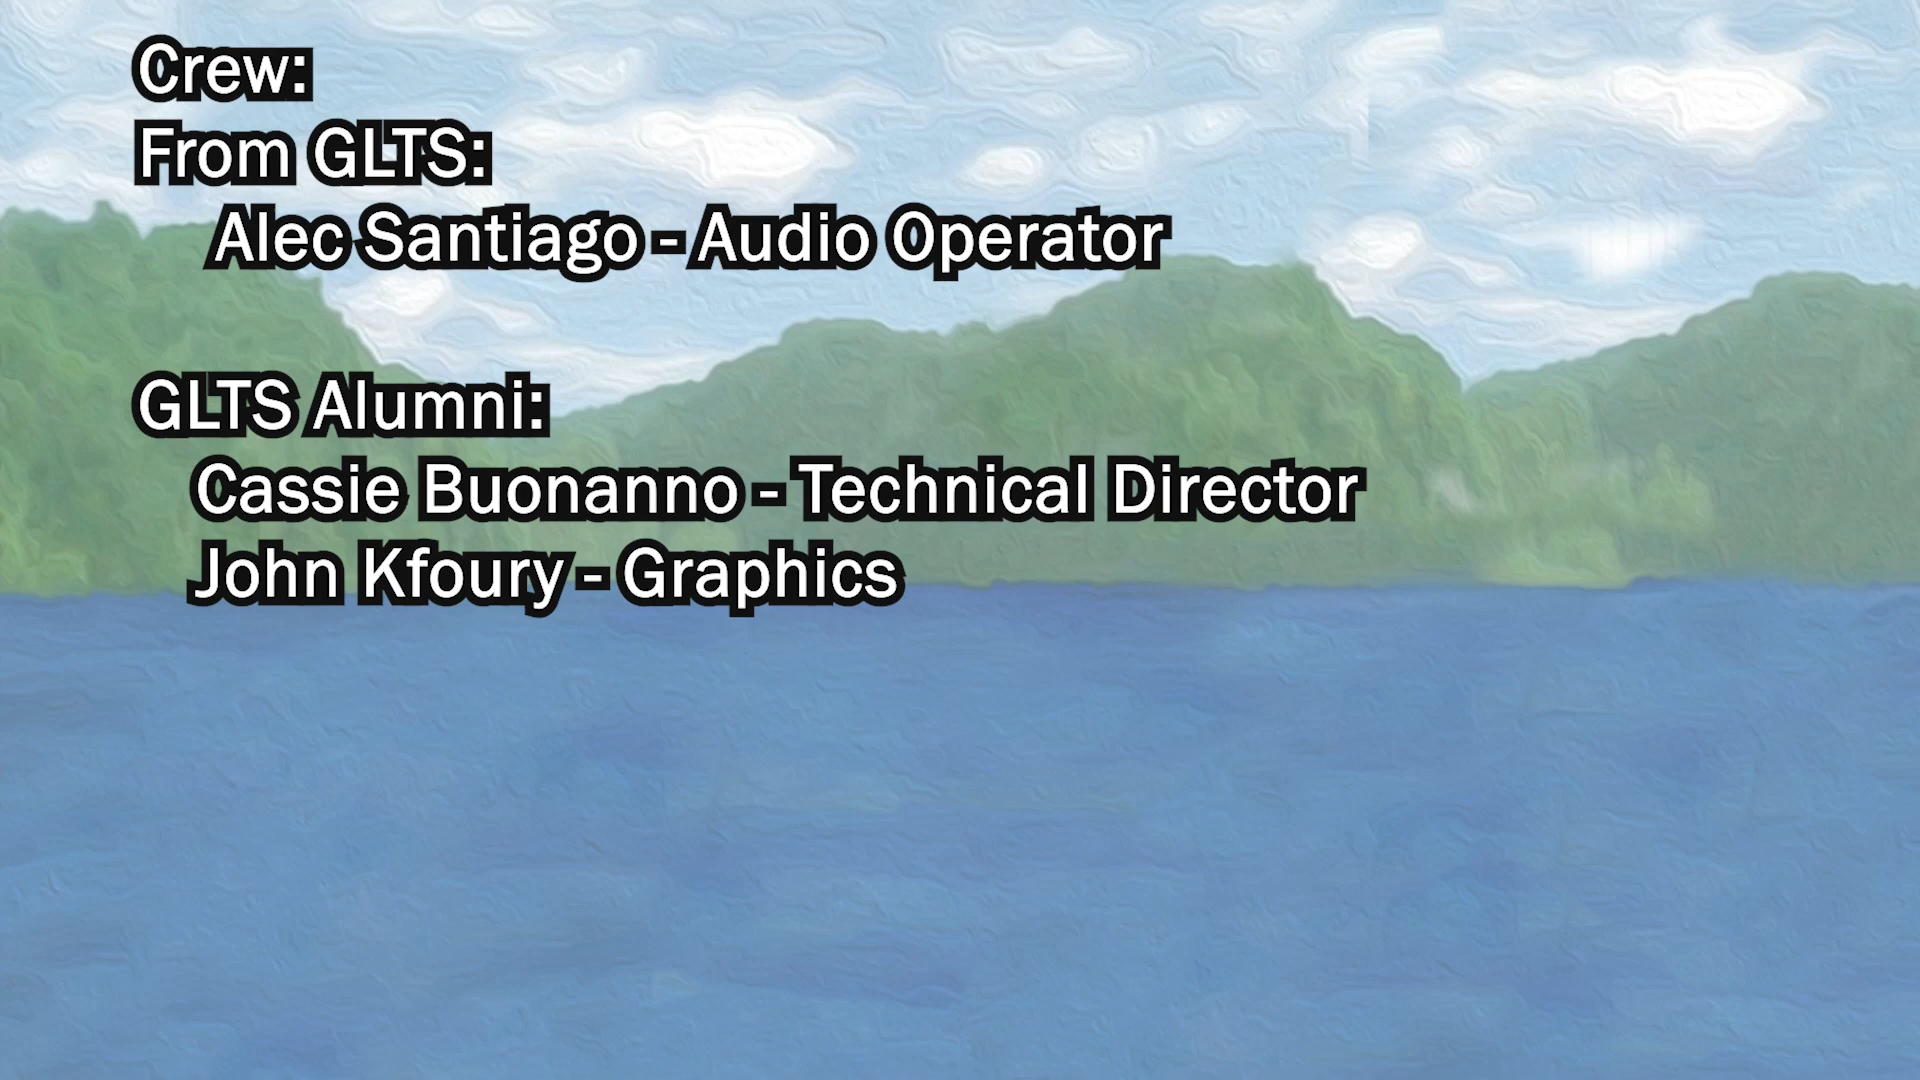 Crew:
From GLTS:
Alec Santiago - Audio Operator
GLTS Alumni:
Cassie Buonanno - Technical Director
John Kfoury - Graphics